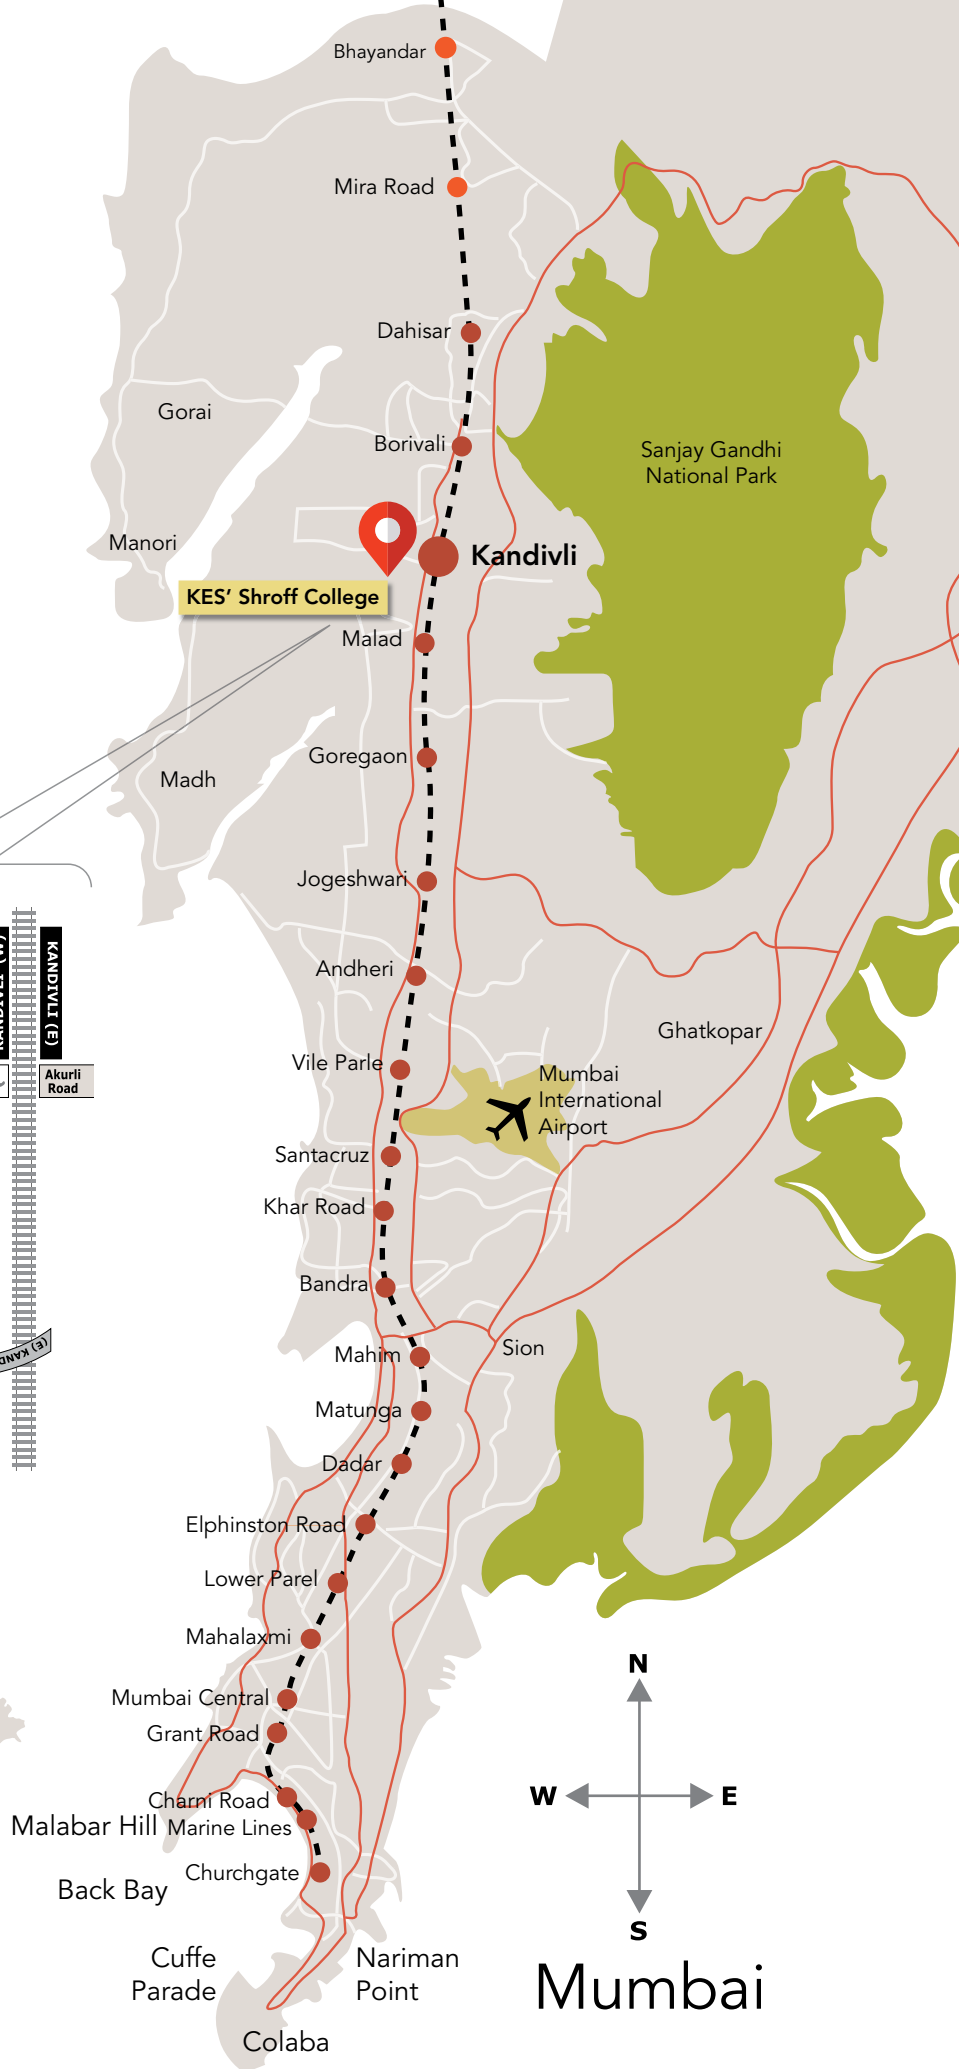 Bhayandar
Mira Road
Dahisar
Gorai
Borivali
Sanjay Gandhi
National Park
Manori
Kandivli
KES’ Shroff College
Malad
Goregaon
Madh
Jogeshwari
KANDIVLI (E)
Andheri
Ghatkopar
Vile Parle
Akurli
Road
Mumbai
International
Airport
Santacruz
Khar Road
Bandra
Sion
Mahim
Matunga
Dadar
Elphinston Road
Lower Parel
Mahalaxmi
N
Mumbai Central
Grant Road
W
E
Charni Road
Malabar Hill
Marine Lines
Churchgate
Back Bay
S
Cuffe
Parade
Nariman
Point
Mumbai
Colaba